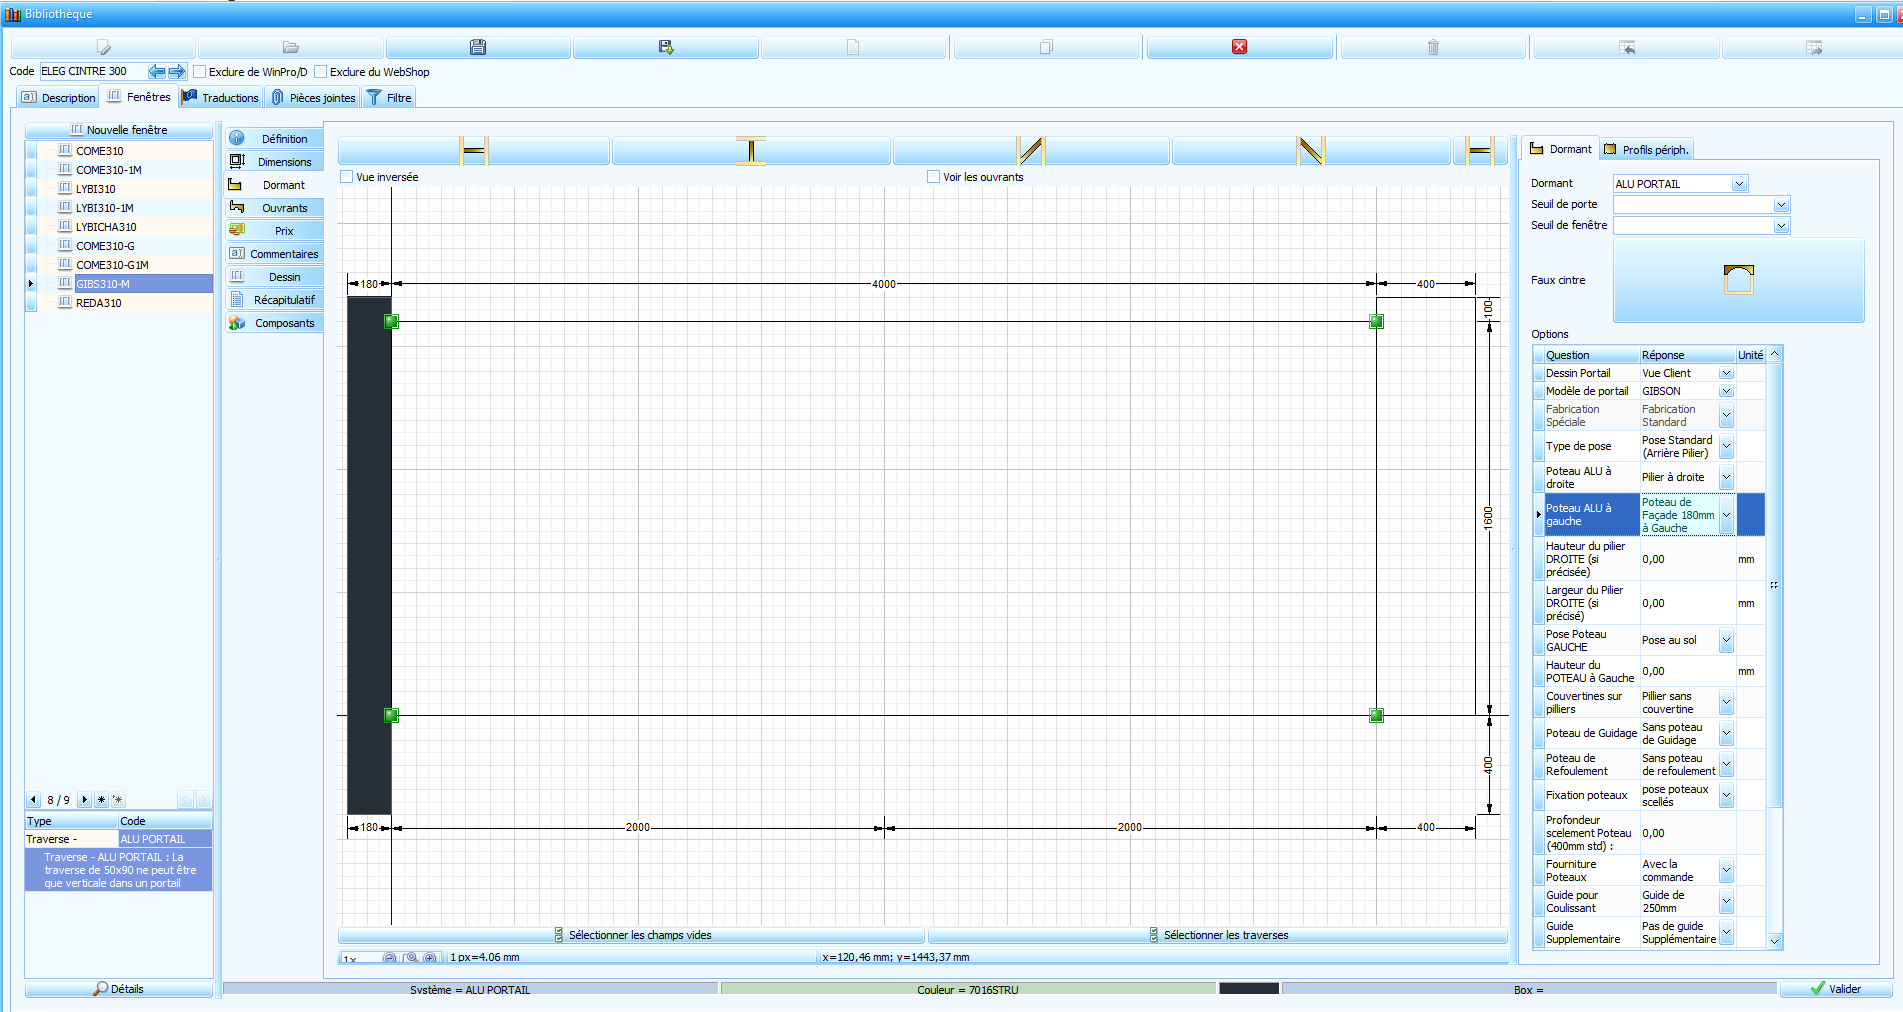 Bibliothèque
Code
ELEG CINTRE 300
Exclure de WinPro/D
Exclure du WebShop
Description
Fenêtres
Traductions
Pièces jointes
Filtre
Nouvelle fenêtre
COME310
COME310-1M
LYBI310
LYBI310-1M
LYBICHA310
COME310-G
COME310-G1M
GIBS310-M
REDA310
8 / 9
Type
Code
Traverse -
ALU PORTAIL
Traverse - ALU PORTAIL : La
traverse de 50x90 ne peut être
que verticale dans un portail
Détails
Définition
Dimensions
Dormant
Ouvrants
Prix
Commentaires
Dessin
Récapitulatif
Composants
Vue inversée
Voir les ouvrants
180
4000
400
100
1600
400
180
2000
2000
400
Sélectionner les champs vides
Sélectionner les traverses
1x
1 px=4.06 mm
x=120,46 mm; y=1443,37 mm
Dormant
Profils périph.
Dormant
ALU PORTAIL
Seuil de porte
Seuil de fenêtre
Faux cintre
Options
Question
Réponse
Unité
Dessin Portail
Vue Client
Modèle de portail
GIBSON
Fabrication
Spéciale
Fabrication
Standard
Type de pose
Pose Standard
(Arrière Pilier)
Poteau ALU à
droite
Pilier à droite
Poteau ALU à
gauche
Poteau de
Façade 180mm
à Gauche
Hauteur du pilier
DROITE (si
précisée)
0,00
mm
Largeur du Pilier
DROITE (si
précisé)
0,00
mm
Pose Poteau
GAUCHE
Pose au sol
Hauteur du
POTEAU à Gauche
0,00
mm
Couvertines sur
pilliers
Pillier sans
couvertine
Poteau de Guidage
Sans poteau
de Guidage
Poteau de
Refoulement
Sans poteau
de refoulement
Fixation poteaux
pose poteaux
scellés
Profondeur
scelement Poteau
(400mm std) :
0,00
Fourniture
Poteaux
Avec la
commande
Guide pour
Coulissant
Guide de
250mm
Guide
Supplementaire
Pas de guide
Supplémentaire
Système = ALU PORTAIL
Couleur = 7016STRU
Box =
Valider